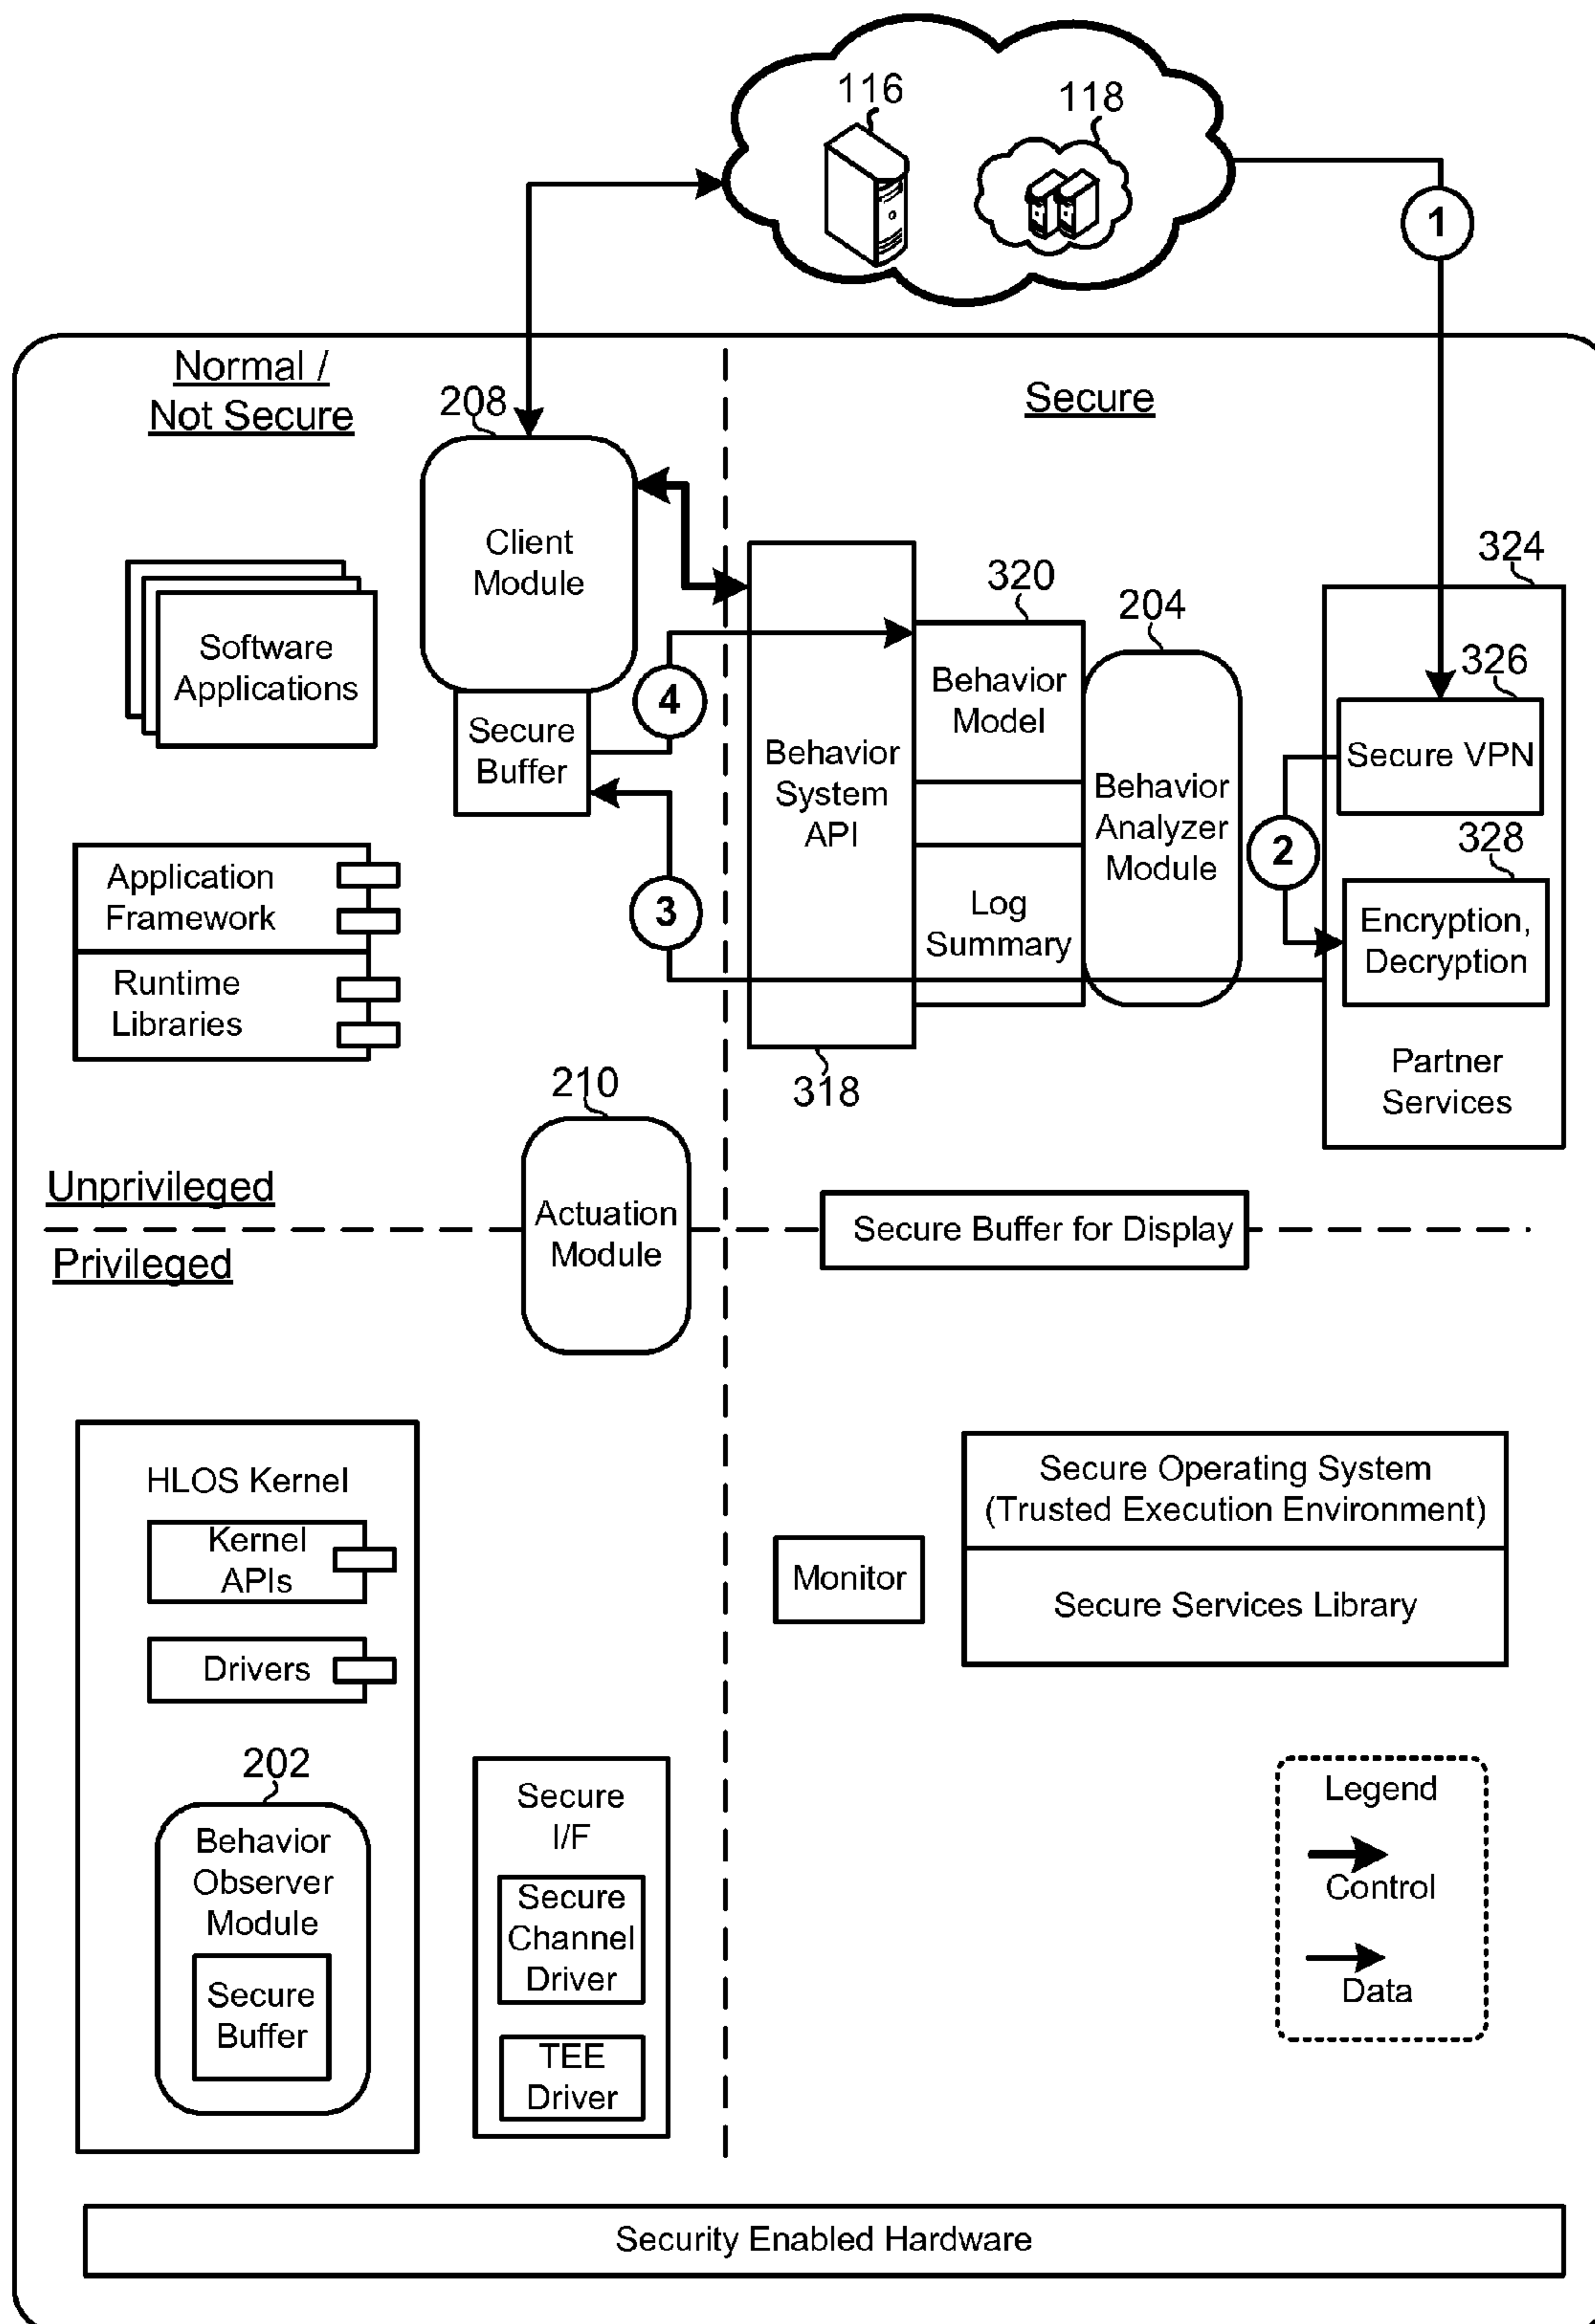 116
118
1
Normal /
Not Secure
Secure
208
Client
Module
324
320
204
Software
Applications
326
4
Behavior
Model
Secure
Buffer
Secure VPN
Behavior
System
API
Behavior
Analyzer
Module
2
328
Application
Framework
3
Log
Summary
Encryption,
Decryption
Runtime
Libraries
Partner
Services
318
210
Unprivileged
Actuation
Module
Secure Buffer for Display
Privileged
HLOS Kernel
Kernel
APIs
Drivers
Secure Operating System
(Trusted Execution Environment)
Monitor
Secure Services Library
202
Behavior
Observer
Module
Secure
Buffer
Secure
I/F
Secure
Channel
Driver
TEE
Driver
Legend
Control
Data
Security Enabled Hardware